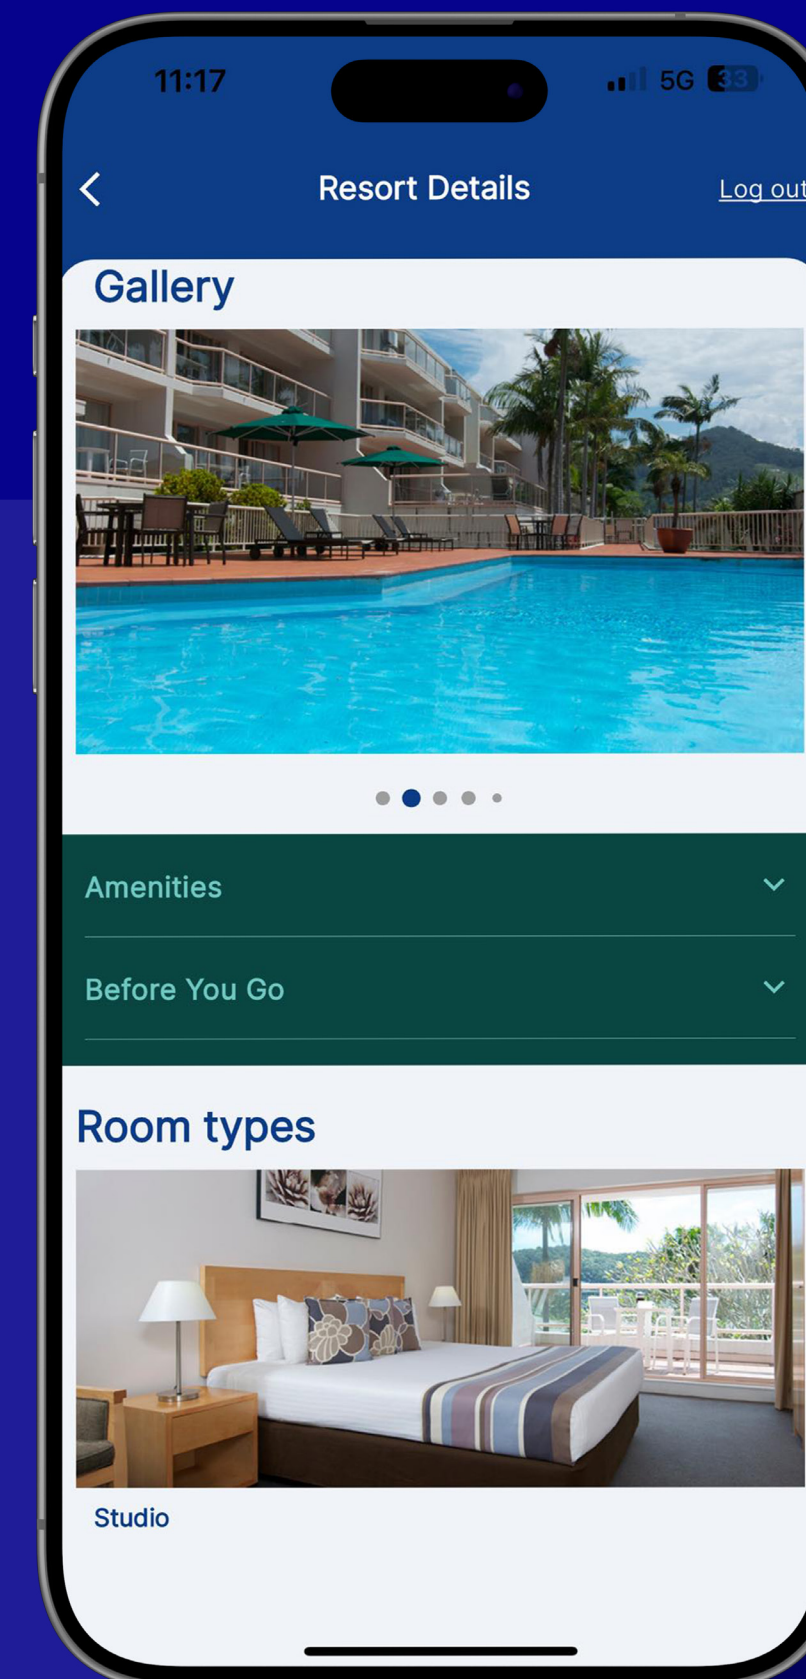 11:17
5G 33
Resort Details
Log out
Gallery
Amenities
Before You Go
Room types
Studio